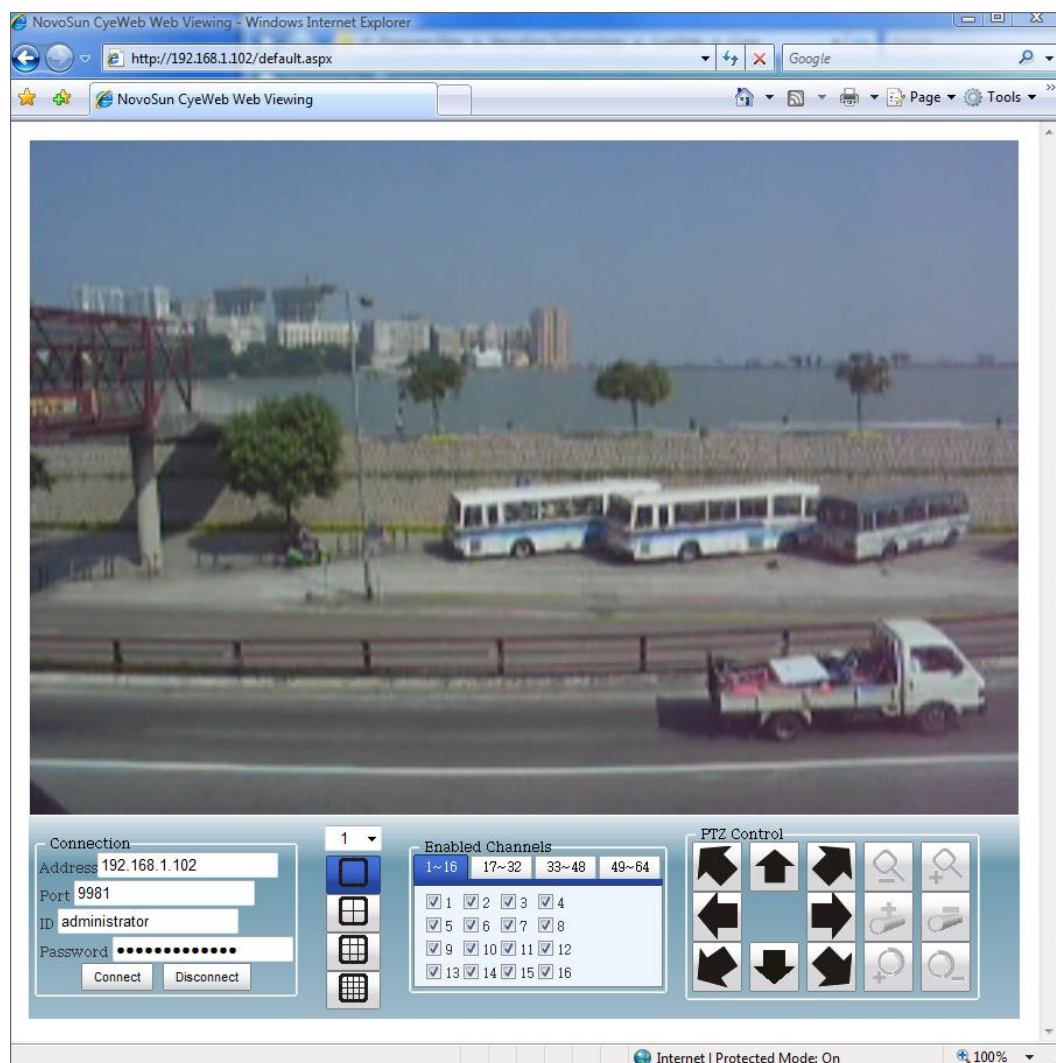 NovoSun CyeWeb Web Viewing - Windows Internet Explorer
http://192.168.1.102/default.aspx
Google
NovoSun CyeWeb Web Viewing
Page
Tools
Connection
Address 192.168.1.102
Port 9981
ID administrator
Password •••••••••••••
Connect Disconnect
1
Enabled Channels
1~16 17~32 33~48 49~64
1 2 3 4
5 6 7 8
9 10 11 12
13 14 15 16
PTZ Control
Internet | Protected Mode: On
100%